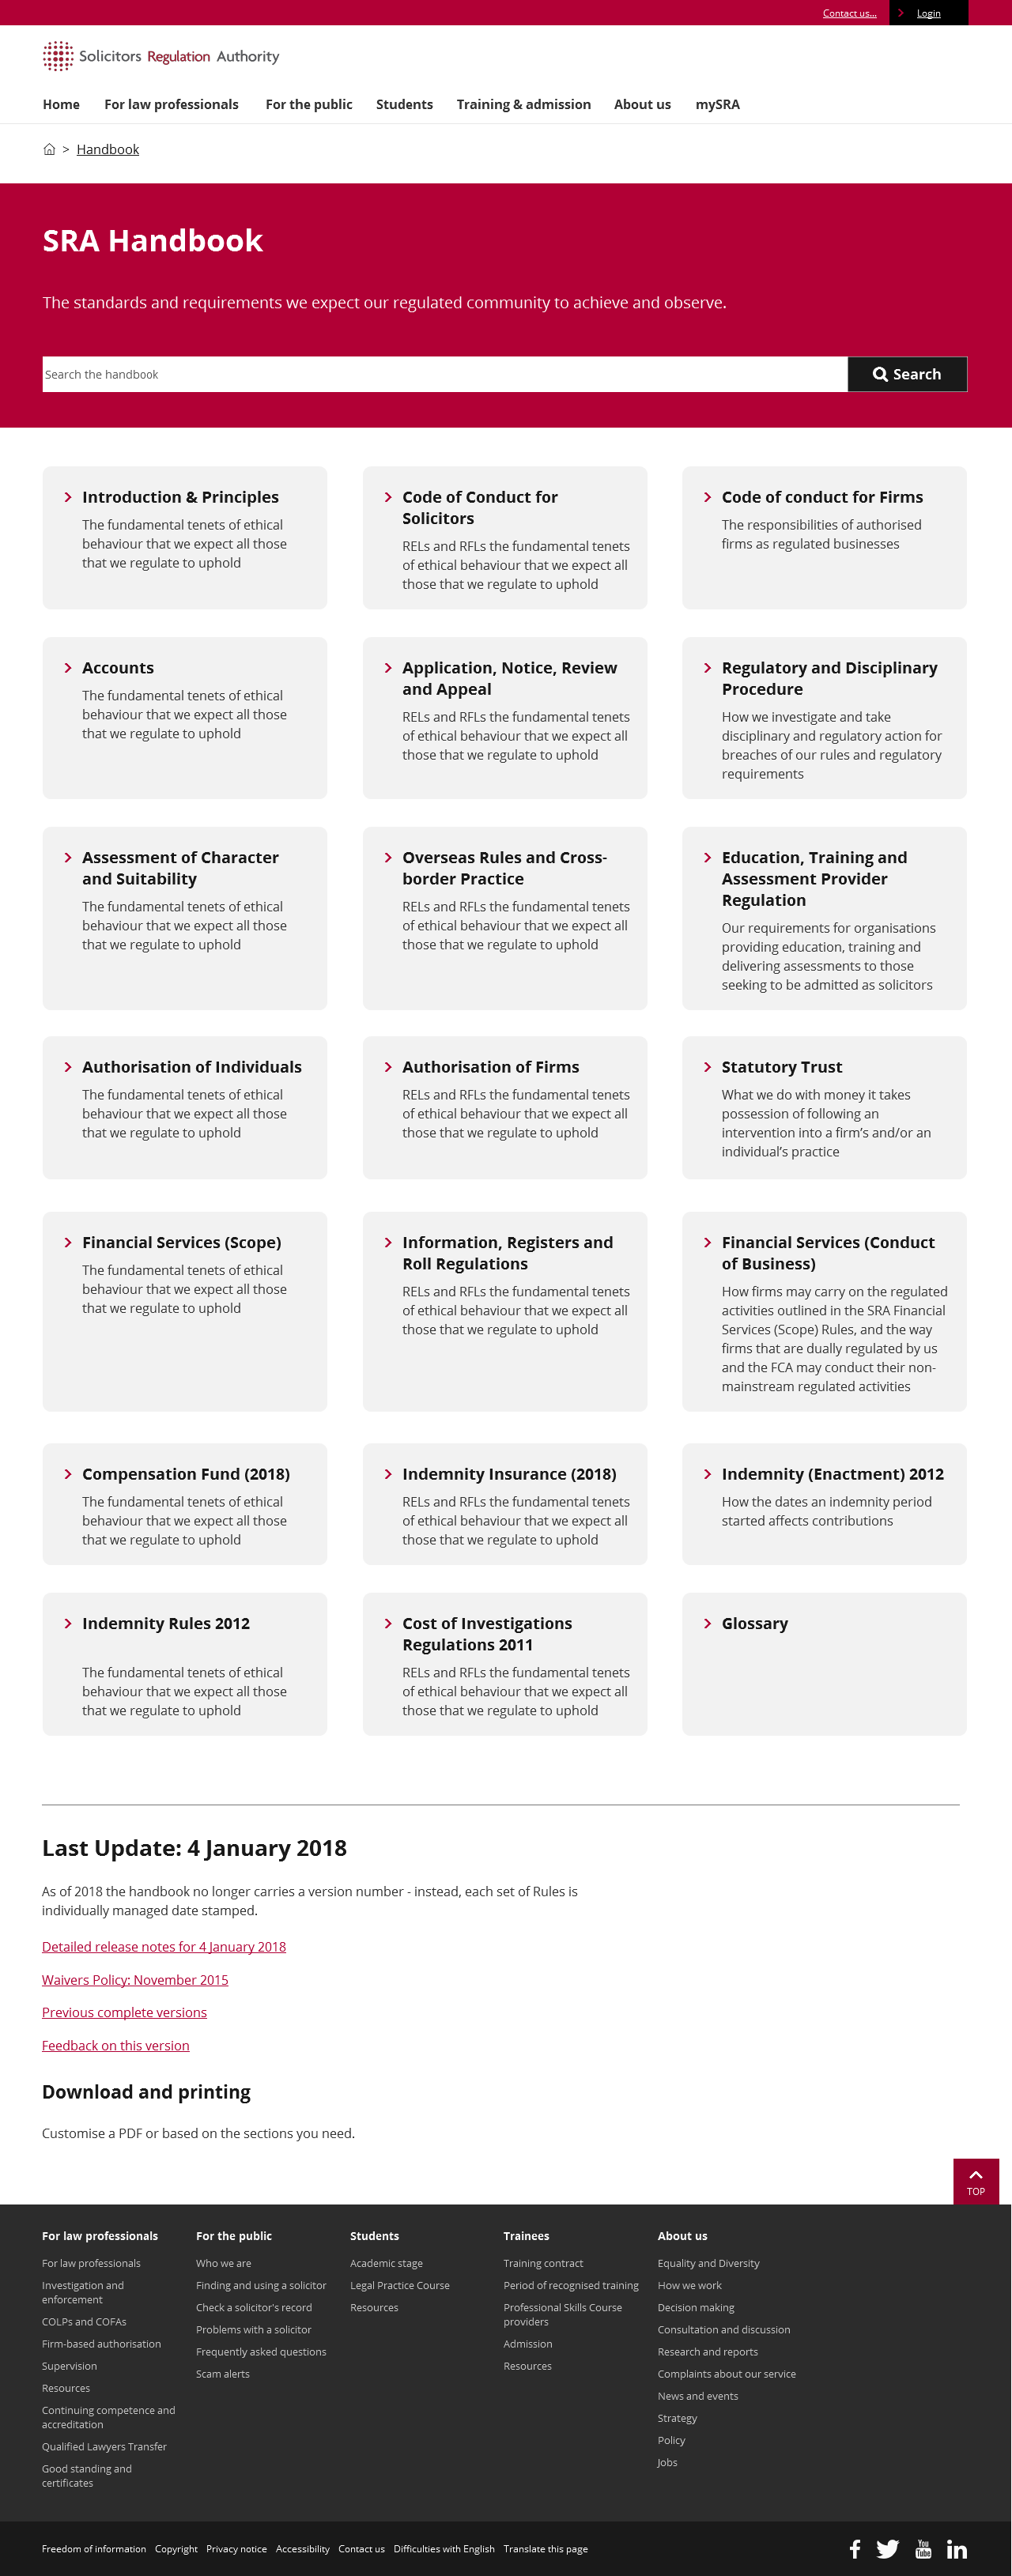 Contact us... Login
Solicitors Regulation Authority
Home For law professionals For the public Students Training & admission About us mySRA
> Handbook
SRA Handbook
The standards and requirements we expect our regulated community to achieve and observe.
Search the handbook Search
Introduction & Principles
The fundamental tenets of ethical
behaviour that we expect all those
that we regulate to uphold
Code of Conduct for
Solicitors
RELs and RFLs the fundamental tenets
of ethical behaviour that we expect all
those that we regulate to uphold
Code of conduct for Firms
The responsibilities of authorised
firms as regulated businesses
Accounts
The fundamental tenets of ethical
behaviour that we expect all those
that we regulate to uphold
Application, Notice, Review
and Appeal
RELs and RFLs the fundamental tenets
of ethical behaviour that we expect all
those that we regulate to uphold
Regulatory and Disciplinary
Procedure
How we investigate and take
disciplinary and regulatory action for
breaches of our rules and regulatory
requirements
Assessment of Character
and Suitability
The fundamental tenets of ethical
behaviour that we expect all those
that we regulate to uphold
Overseas Rules and Cross-
border Practice
RELs and RFLs the fundamental tenets
of ethical behaviour that we expect all
those that we regulate to uphold
Education, Training and
Assessment Provider
Regulation
Our requirements for organisations
providing education, training and
delivering assessments to those
seeking to be admitted as solicitors
Authorisation of Individuals
The fundamental tenets of ethical
behaviour that we expect all those
that we regulate to uphold
Authorisation of Firms
RELs and RFLs the fundamental tenets
of ethical behaviour that we expect all
those that we regulate to uphold
Statutory Trust
What we do with money it takes
possession of following an
intervention into a firm’s and/or an
individual’s practice
Financial Services (Scope)
The fundamental tenets of ethical
behaviour that we expect all those
that we regulate to uphold
Information, Registers and
Roll Regulations
RELs and RFLs the fundamental tenets
of ethical behaviour that we expect all
those that we regulate to uphold
Financial Services (Conduct
of Business)
How firms may carry on the regulated
activities outlined in the SRA Financial
Services (Scope) Rules, and the way
firms that are dually regulated by us
and the FCA may conduct their non-
mainstream regulated activities
Compensation Fund (2018)
The fundamental tenets of ethical
behaviour that we expect all those
that we regulate to uphold
Indemnity Insurance (2018)
RELs and RFLs the fundamental tenets
of ethical behaviour that we expect all
those that we regulate to uphold
Indemnity (Enactment) 2012
How the dates an indemnity period
started affects contributions
Indemnity Rules 2012
The fundamental tenets of ethical
behaviour that we expect all those
that we regulate to uphold
Cost of Investigations
Regulations 2011
RELs and RFLs the fundamental tenets
of ethical behaviour that we expect all
those that we regulate to uphold
Glossary
Last Update: 4 January 2018
As of 2018 the handbook no longer carries a version number - instead, each set of Rules is
individually managed date stamped.
Detailed release notes for 4 January 2018
Waivers Policy: November 2015
Previous complete versions
Feedback on this version
Download and printing
Customise a PDF or based on the sections you need.
TOP
For law professionals
For law professionals
Investigation and
enforcement
COLPs and COFAs
Firm-based authorisation
Supervision
Resources
Continuing competence and
accreditation
Qualified Lawyers Transfer
Good standing and
certificates
For the public
Who we are
Finding and using a solicitor
Check a solicitor's record
Problems with a solicitor
Frequently asked questions
Scam alerts
Students
Academic stage
Legal Practice Course
Resources
Trainees
Training contract
Period of recognised training
Professional Skills Course
providers
Admission
Resources
About us
Equality and Diversity
How we work
Decision making
Consultation and discussion
Research and reports
Complaints about our service
News and events
Strategy
Policy
Jobs
Freedom of information Copyright Privacy notice Accessibility Contact us Difficulties with English Translate this page
You
Tube